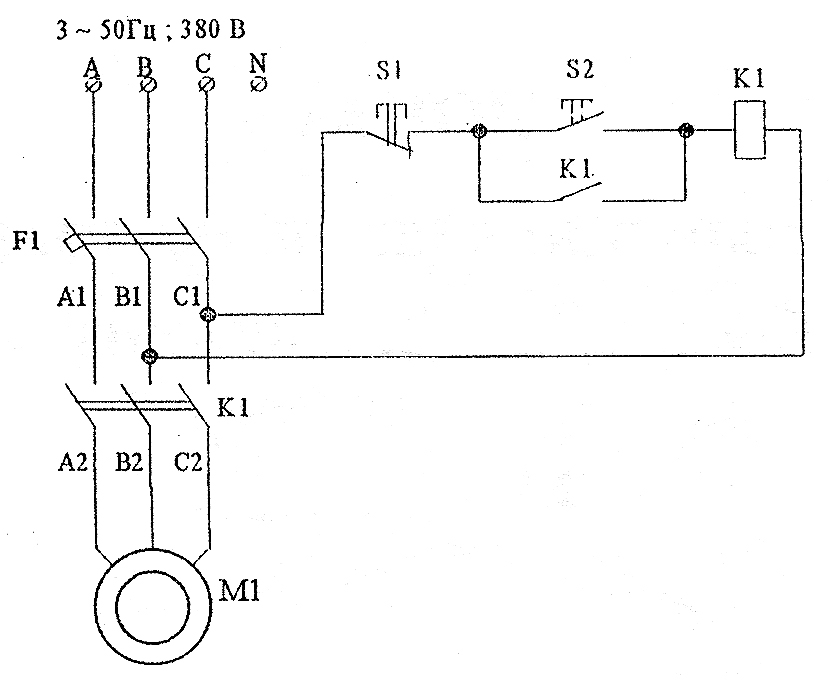 3 ~ 50Гц ; 380 В
A B C N
S1
S2
K1
K1
F1
A1 B1 C1
K1
A2 B2 C2
M1